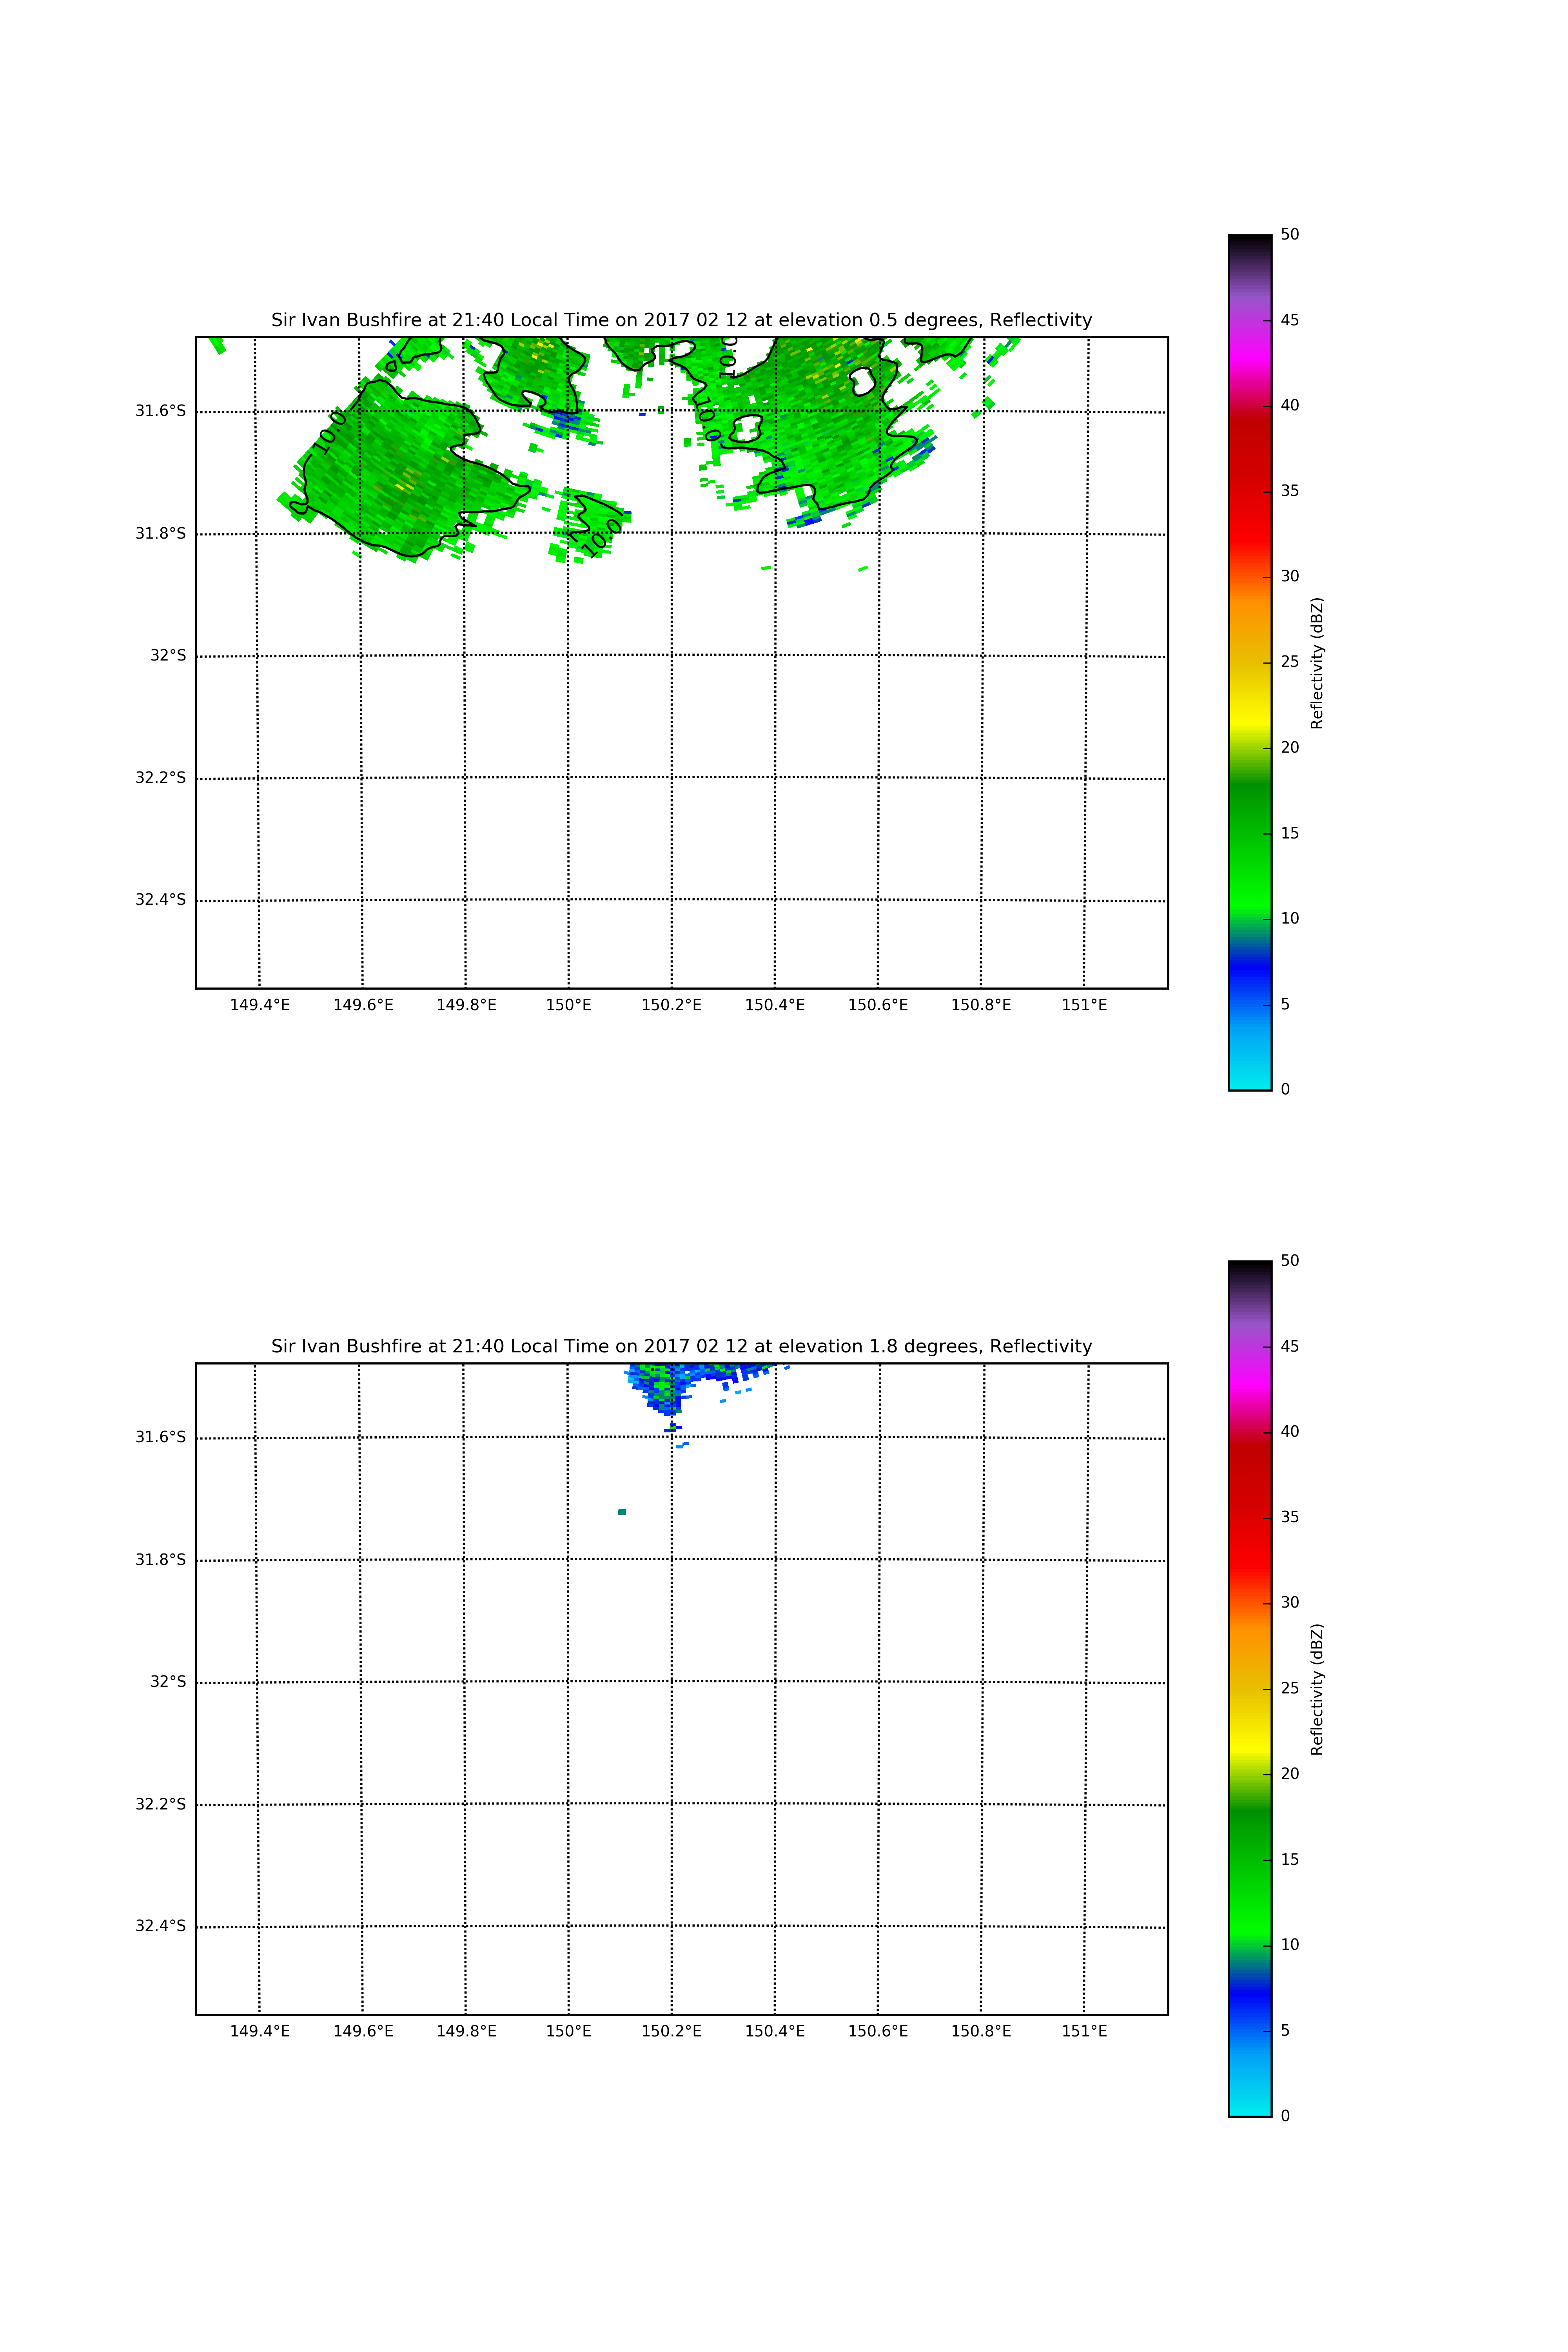 Sir Ivan Bushfire at 21:40 Local Time on 2017 02 12 at elevation 0.5 degrees, Reflectivity
10.0
10.0
10.0
10.0
31.6°S
31.8°S
32°S
32.2°S
32.4°S
149.4°E 149.6°E 149.8°E 150°E 150.2°E 150.4°E 150.6°E 150.8°E 151°E
50
45
40
35
30
25
20
15
10
5
0
Reflectivity (dBZ)
Sir Ivan Bushfire at 21:40 Local Time on 2017 02 12 at elevation 1.8 degrees, Reflectivity
31.6°S
31.8°S
32°S
32.2°S
32.4°S
149.4°E 149.6°E 149.8°E 150°E 150.2°E 150.4°E 150.6°E 150.8°E 151°E
50
45
40
35
30
25
20
15
10
5
0
Reflectivity (dBZ)